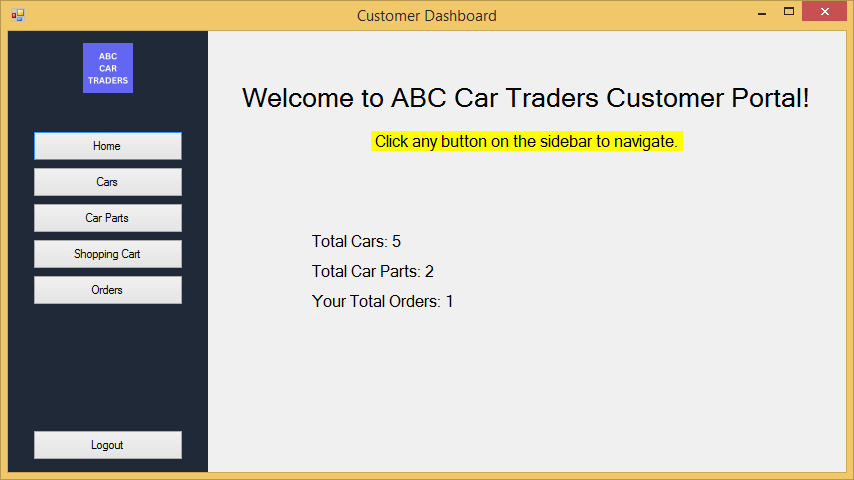 Customer Dashboard
ABC
CAR
TRADERS
Home
Cars
Car Parts
Shopping Cart
Orders
Logout
Welcome to ABC Car Traders Customer Portal!
Click any button on the sidebar to navigate.
Total Cars: 5
Total Car Parts: 2
Your Total Orders: 1